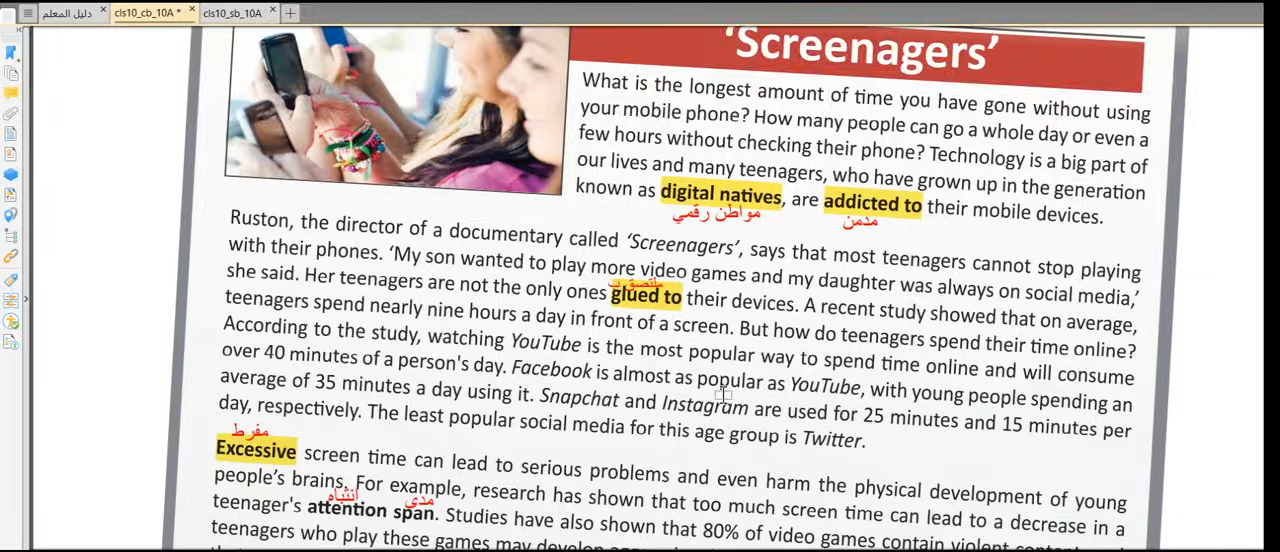 دليل المعلم
cls10_cb_10A *
cls10_sb_10A
'Screenagers'
What is the longest amount of time you have gone without using
your mobile phone? How many people can go a whole day or even a
few hours without checking their phone? Technology is a big part of
our lives and many teenagers, who have grown up in the generation
known as digital natives, are addicted to their mobile devices.
مواطن رقمي
مدمن
Ruston, the director of a documentary called 'Screenagers', says that most teenagers cannot stop playing
with their phones. 'My son wanted to play more video games and my daughter was always on social media,'
ملتصق ب
she said. Her teenagers are not the only ones glued to their devices. A recent study showed that on average,
teenagers spend nearly nine hours a day in front of a screen. But how do teenagers spend their time online?
According to the study, watching YouTube is the most popular way to spend time online and will consume
over 40 minutes of a person's day. Facebook is almost as popular as YouTube, with young people spending an
average of 35 minutes a day using it. Snapchat and Instagram are used for 25 minutes and 15 minutes per
day, respectively. The least popular social media for this age group is Twitter.
مفرط
Excessive screen time can lead to serious problems and even harm the physical development of young
people's brains. For example, research has shown that too much screen time can lead to a decrease in a
مدى انتباه
teenager's attention span. Studies have also shown that 80% of video games contain violent
teenagers who play these games may develop